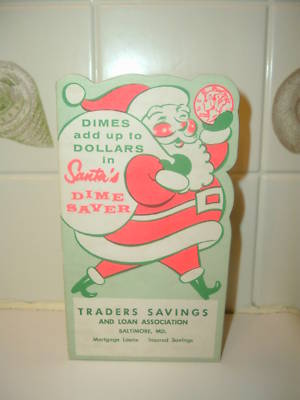 DIMES
add up to
DOLLARS
in
Santa's
DIME
SAVER
TRADERS SAVINGS
AND LOAN ASSOCIATION
BALTIMORE, MD.
Mortgage Loans Insured Savings